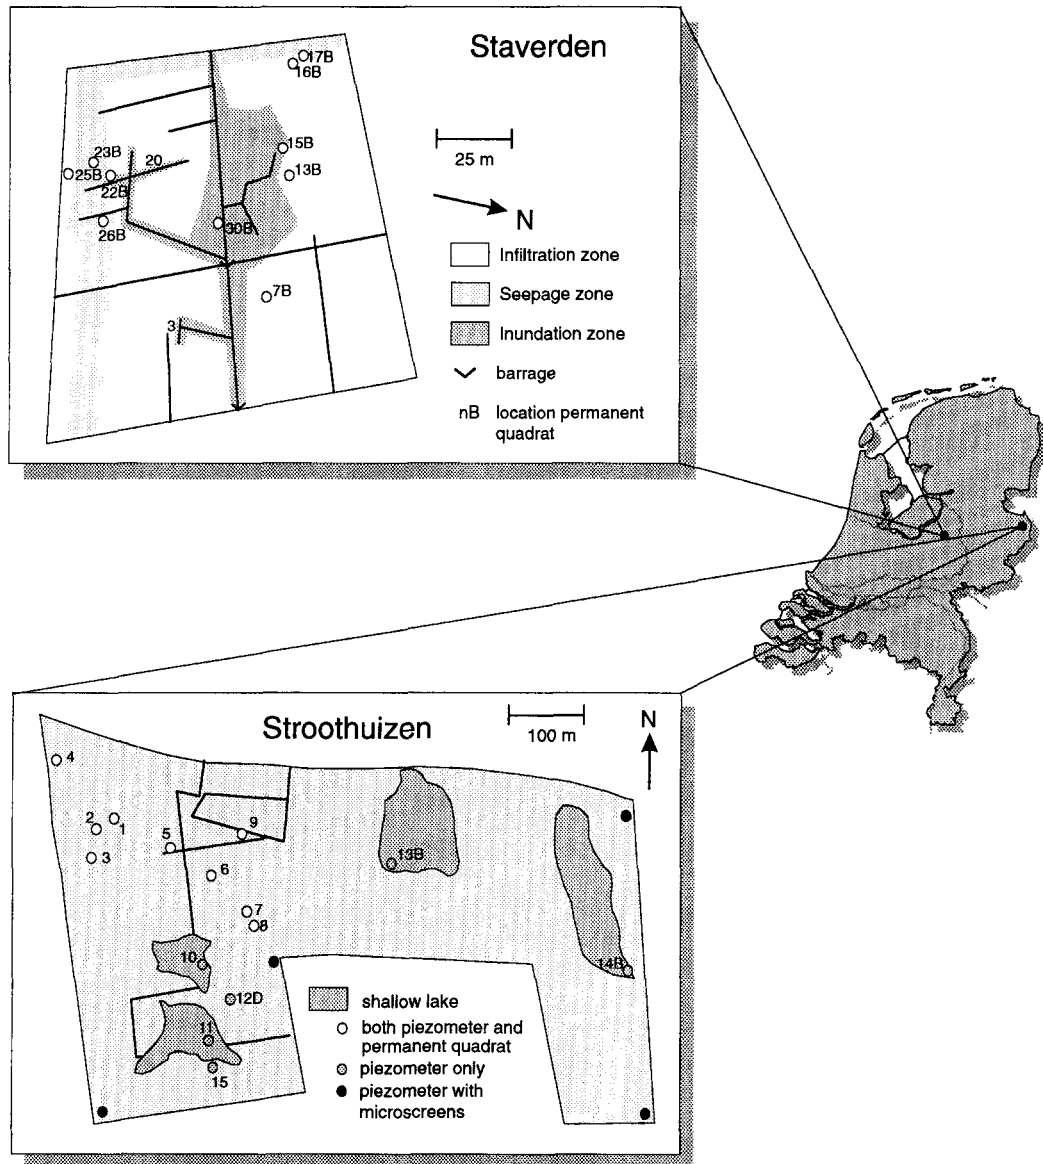 Staverden
17B
16B
15B
13B
23B
20
25B
22B
26B
30B
7B
3
25 m
N
Infiltration zone
Seepage zone
Inundation zone
barrage
nB location permanent
quadrat
Stroothuizen
100 m
N
4
2
1
3
5
9
6
7
8
13B
14B
10
12D
11
15
shallow lake
both piezometer and
permanent quadrat
piezometer only
piezometer with
microscreens